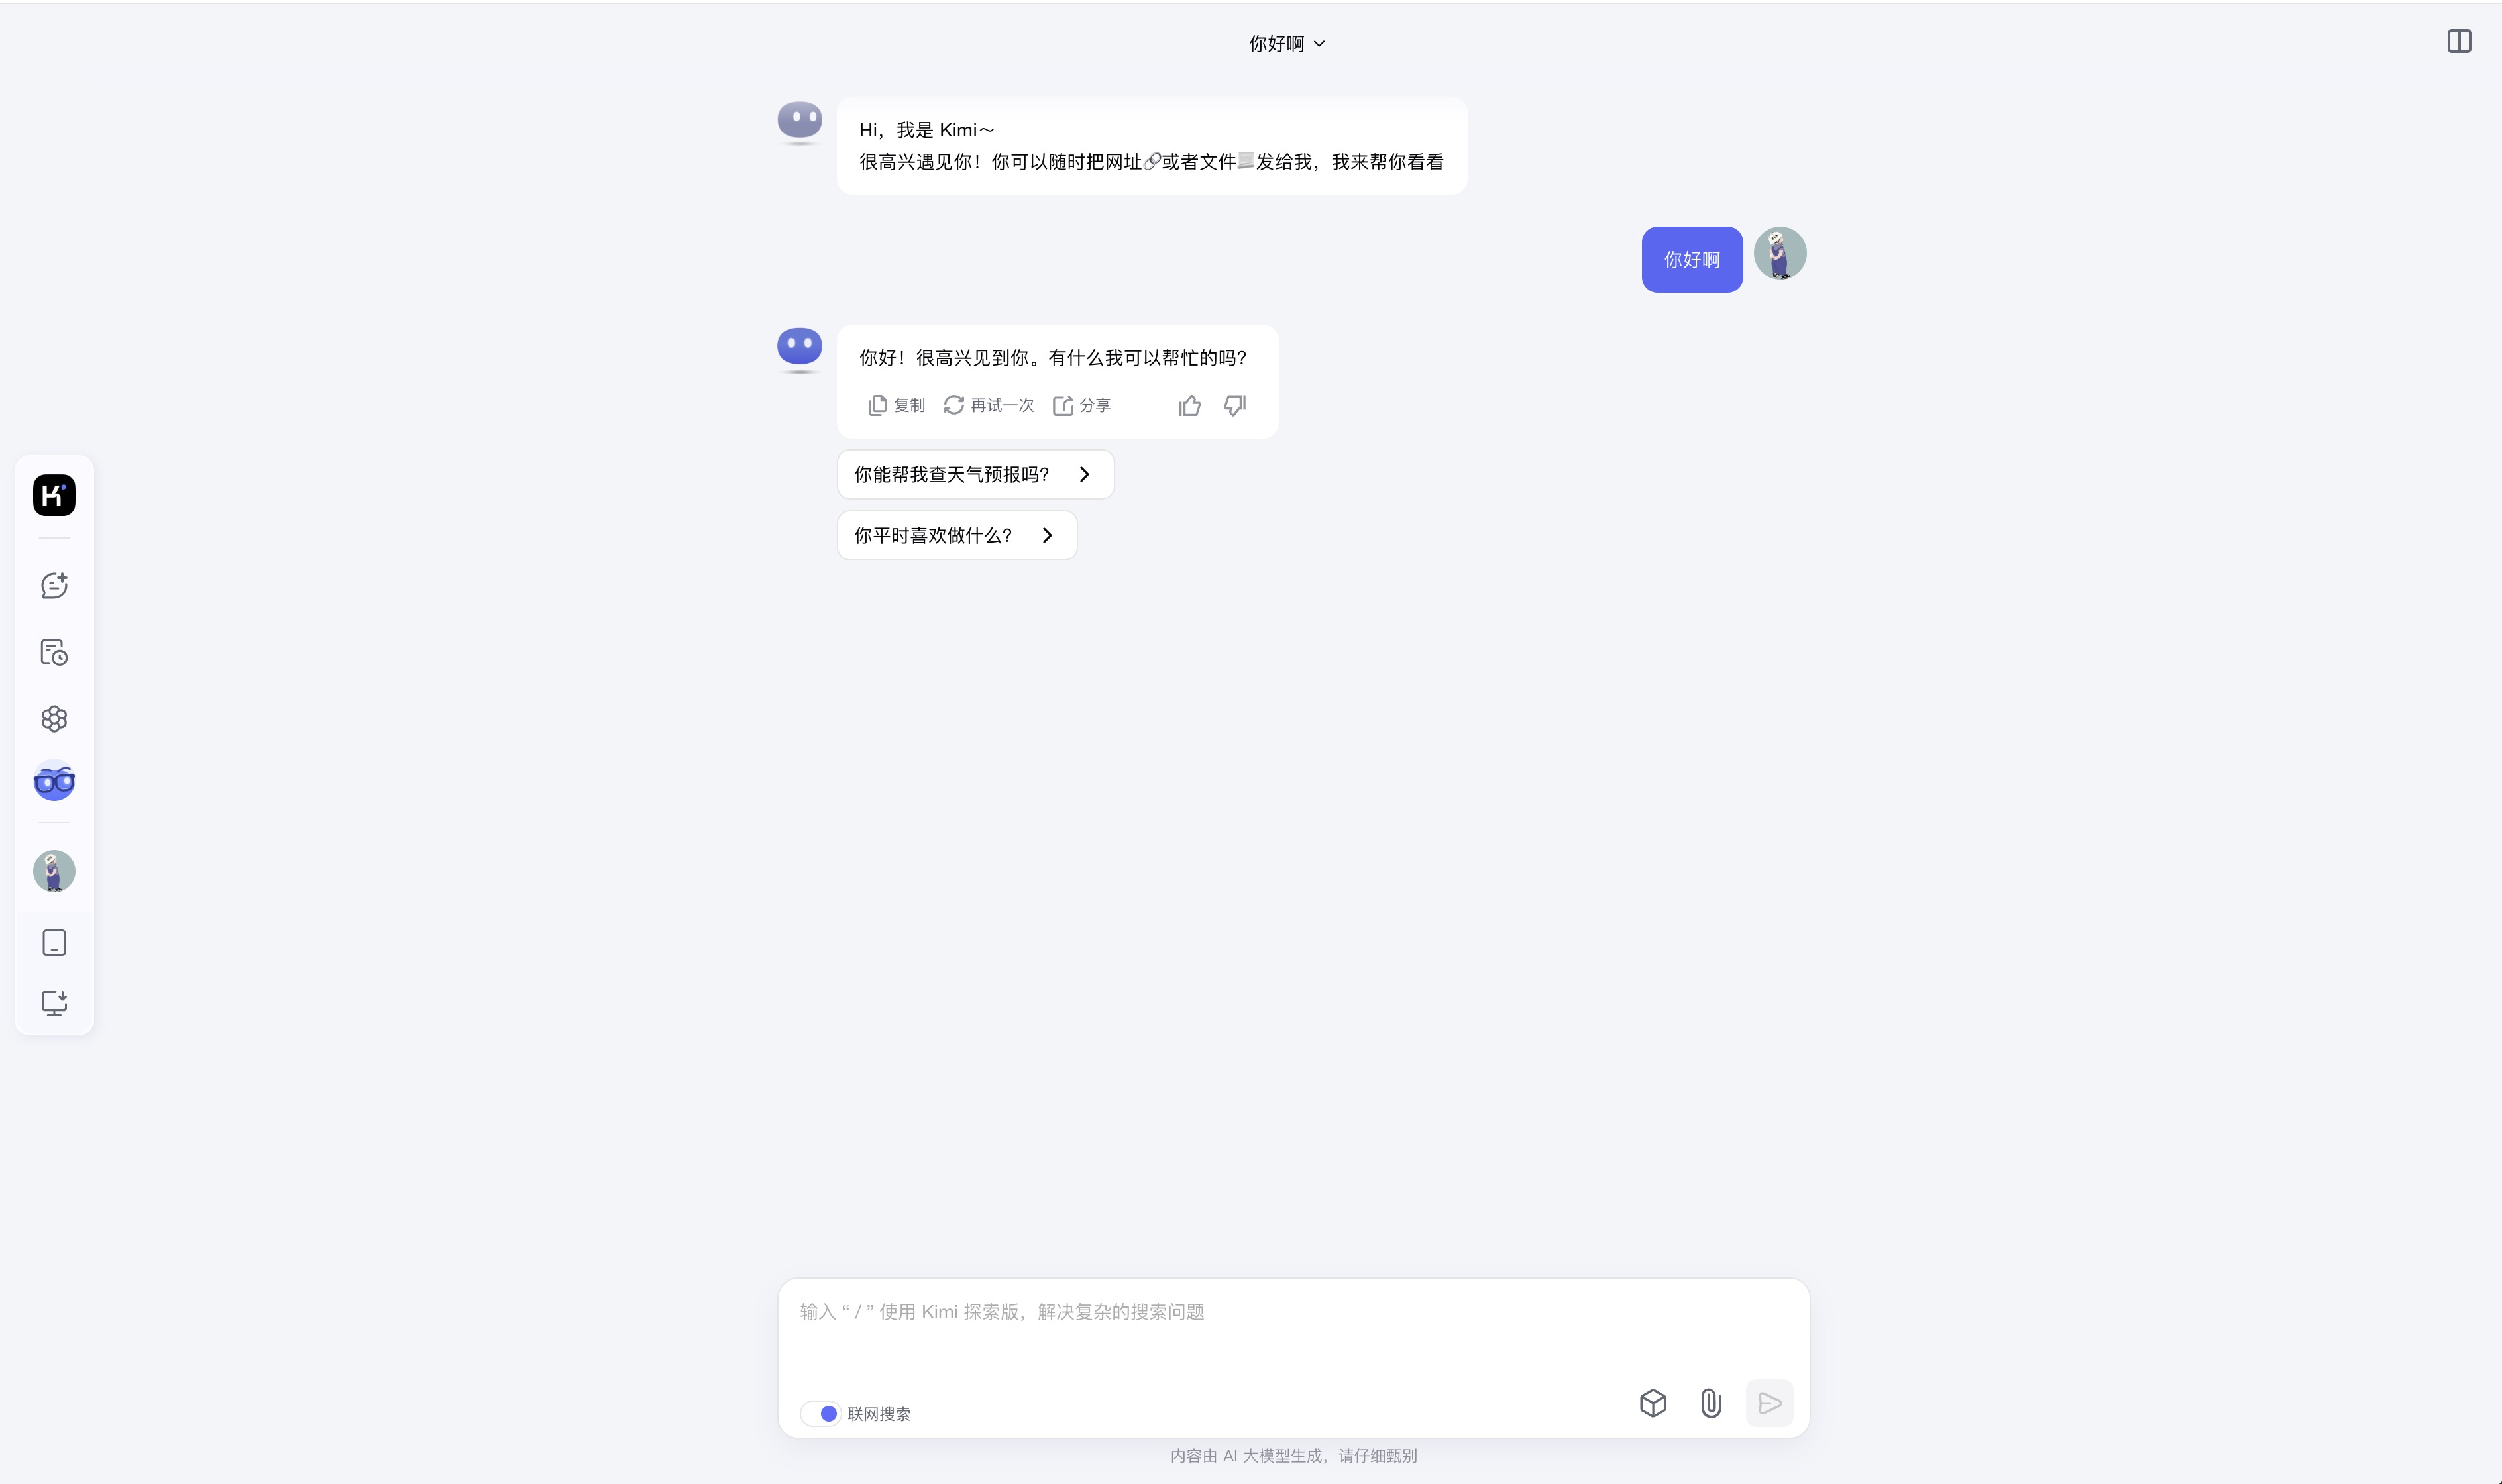 你好啊
Hi，我是 Kimi～
很高兴遇见你！你可以随时把网址🔗或者文件📃发给我，我来帮你看看
你好啊
你好！很高兴见到你。有什么我可以帮忙的吗？
复制 再试一次 分享
你能帮我查天气预报吗？
你平时喜欢做什么？
输入 “ / ” 使用 Kimi 探索版，解决复杂的搜索问题
联网搜索
内容由 AI 大模型生成，请仔细甄别